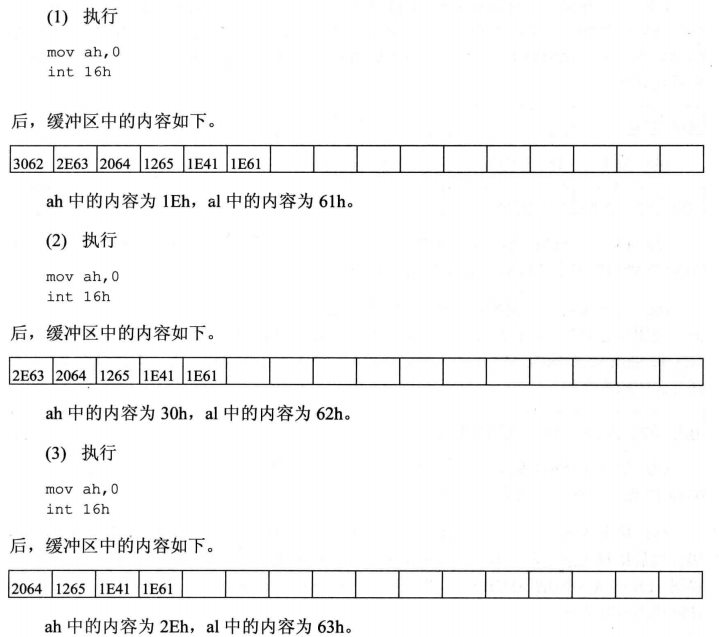 (1) 执行
mov ah,0
int 16h
后，缓冲区中的内容如下。
3062 2E63 2064 1265 1E41 1E61
ah 中的内容为 1Eh，al 中的内容为 61h。
(2) 执行
mov ah,0
int 16h
后，缓冲区中的内容如下。
2E63 2064 1265 1E41 1E61
ah 中的内容为 30h，al 中的内容为 62h。
(3) 执行
mov ah,0
int 16h
后，缓冲区中的内容如下。
2064 1265 1E41 1E61
ah 中的内容为 2Eh，al 中的内容为 63h。